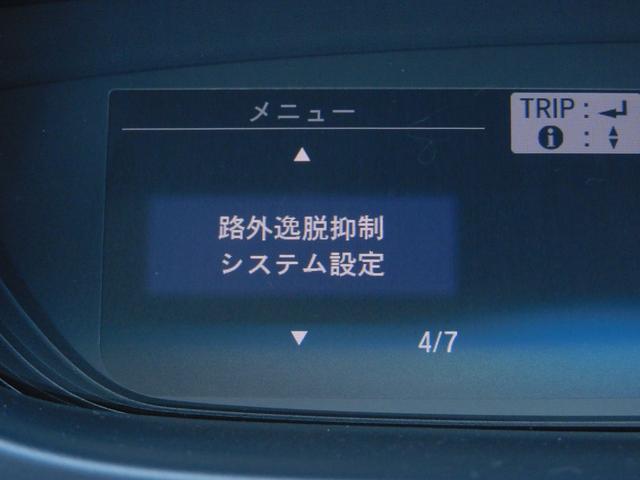 メニュー
TRIP : ↵
i : ▲▼
▲
路外逸脱抑制
システム設定
▼
4/7